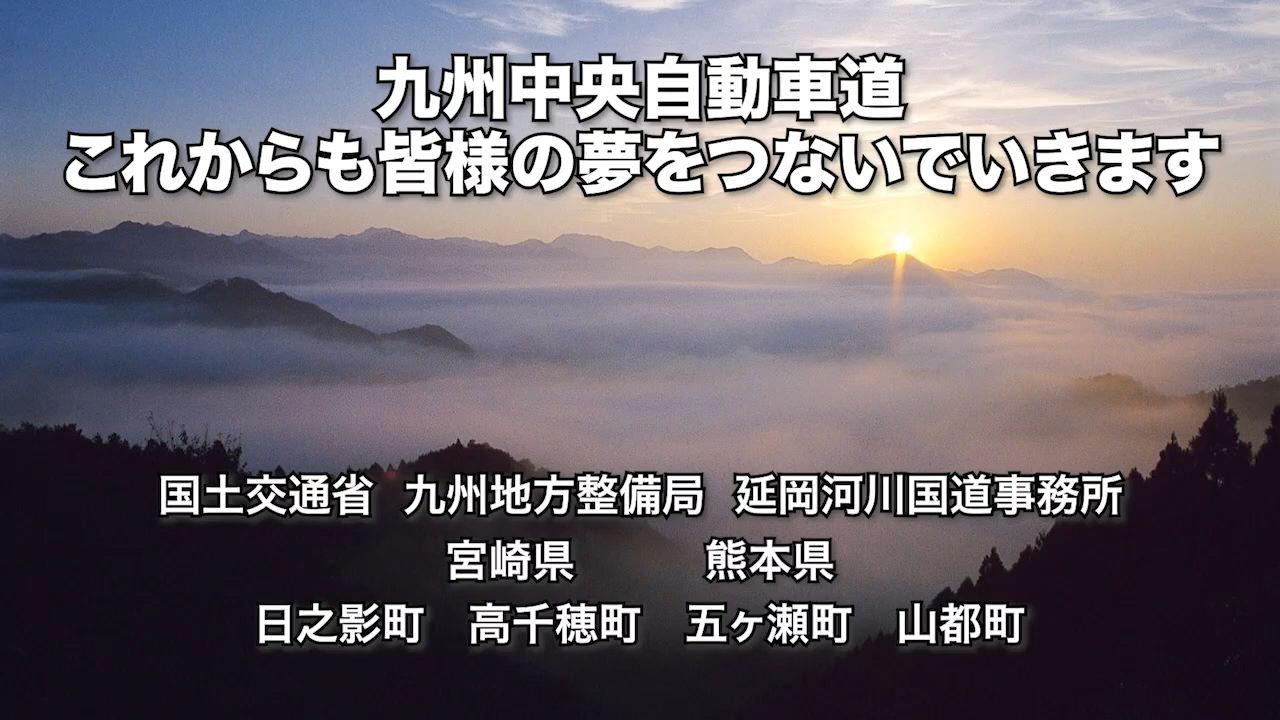 九州中央自動車道
これからも皆様の夢をつないでいきます
国土交通省 九州地方整備局 延岡河川国道事務所
宮崎県 熊本県
日之影町 高千穂町 五ヶ瀬町 山都町